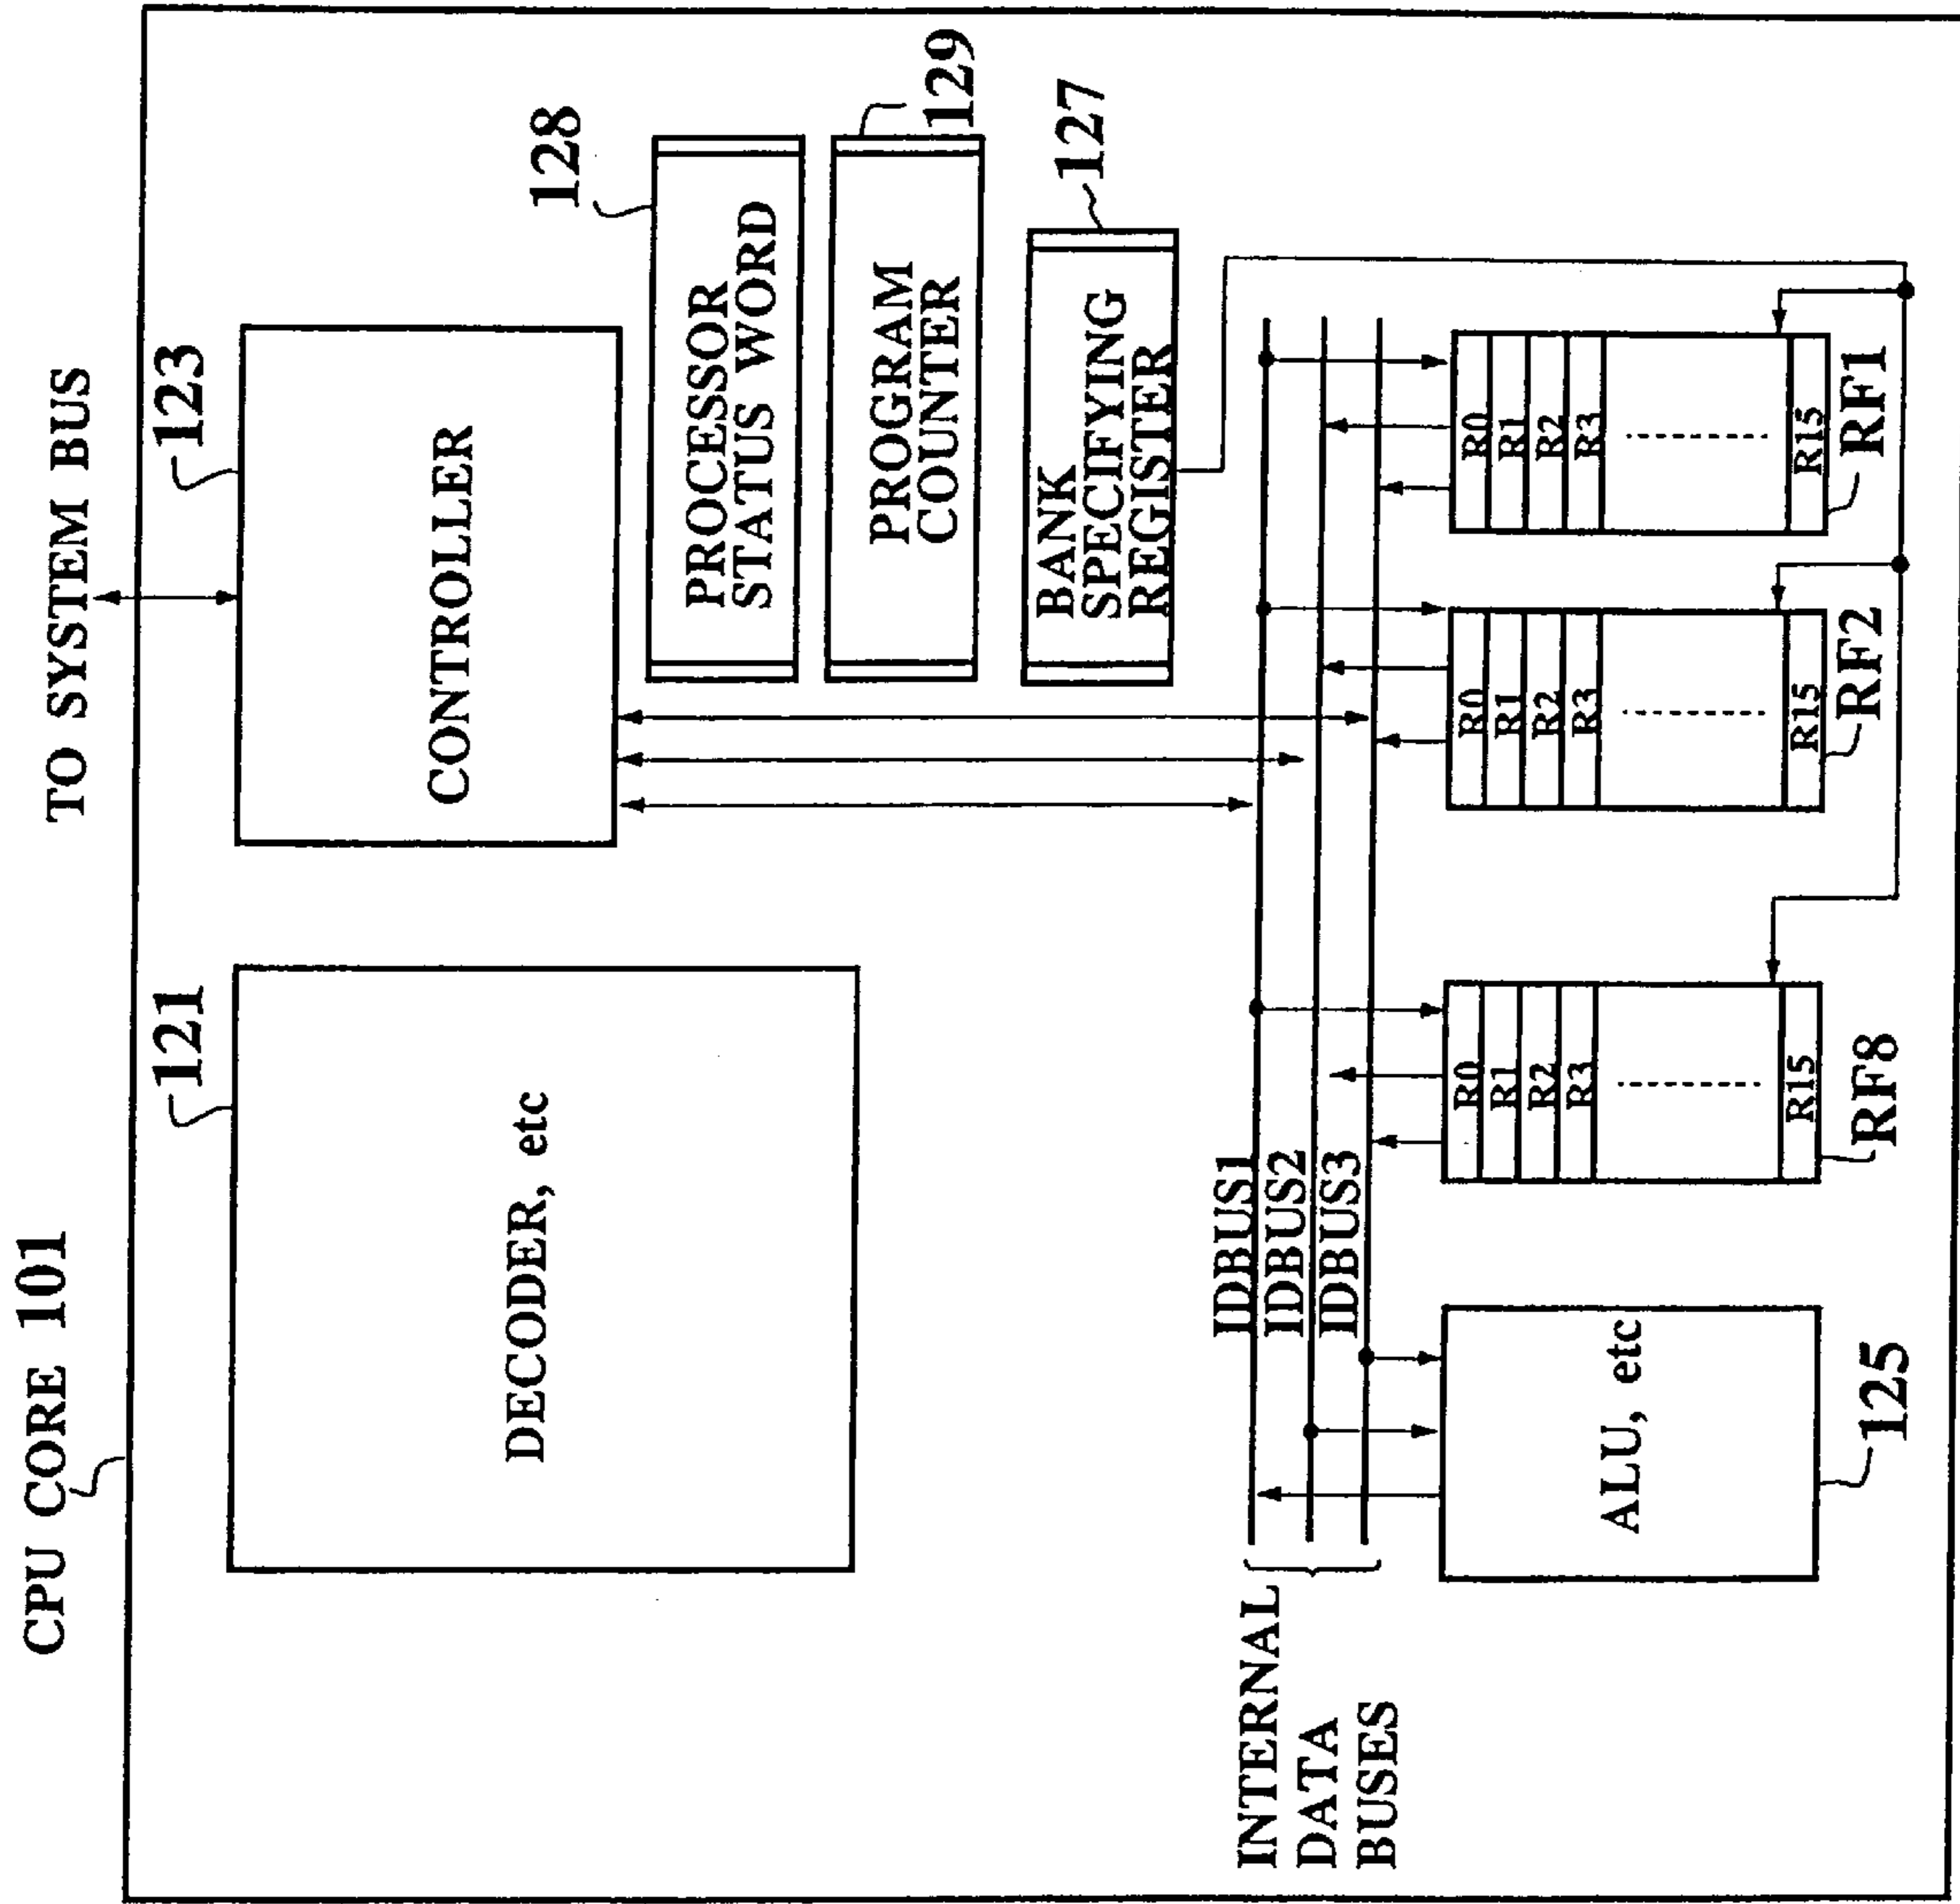 CPU CORE 101
TO SYSTEM BUS
121
DECODER, etc
123
CONTROLLER
128
PROCESSOR
STATUS WORD
129
PROGRAM
COUNTER
127
BANK
SPECIFYING
REGISTER
INTERNAL
DATA
BUSES
IDBUS1
IDBUS2
IDBUS3
ALU, etc
125
R0
R1
R2
R3
R15
RF8
R0
R1
R2
R3
R15
RF2
R0
R1
R2
R3
R15
RF1